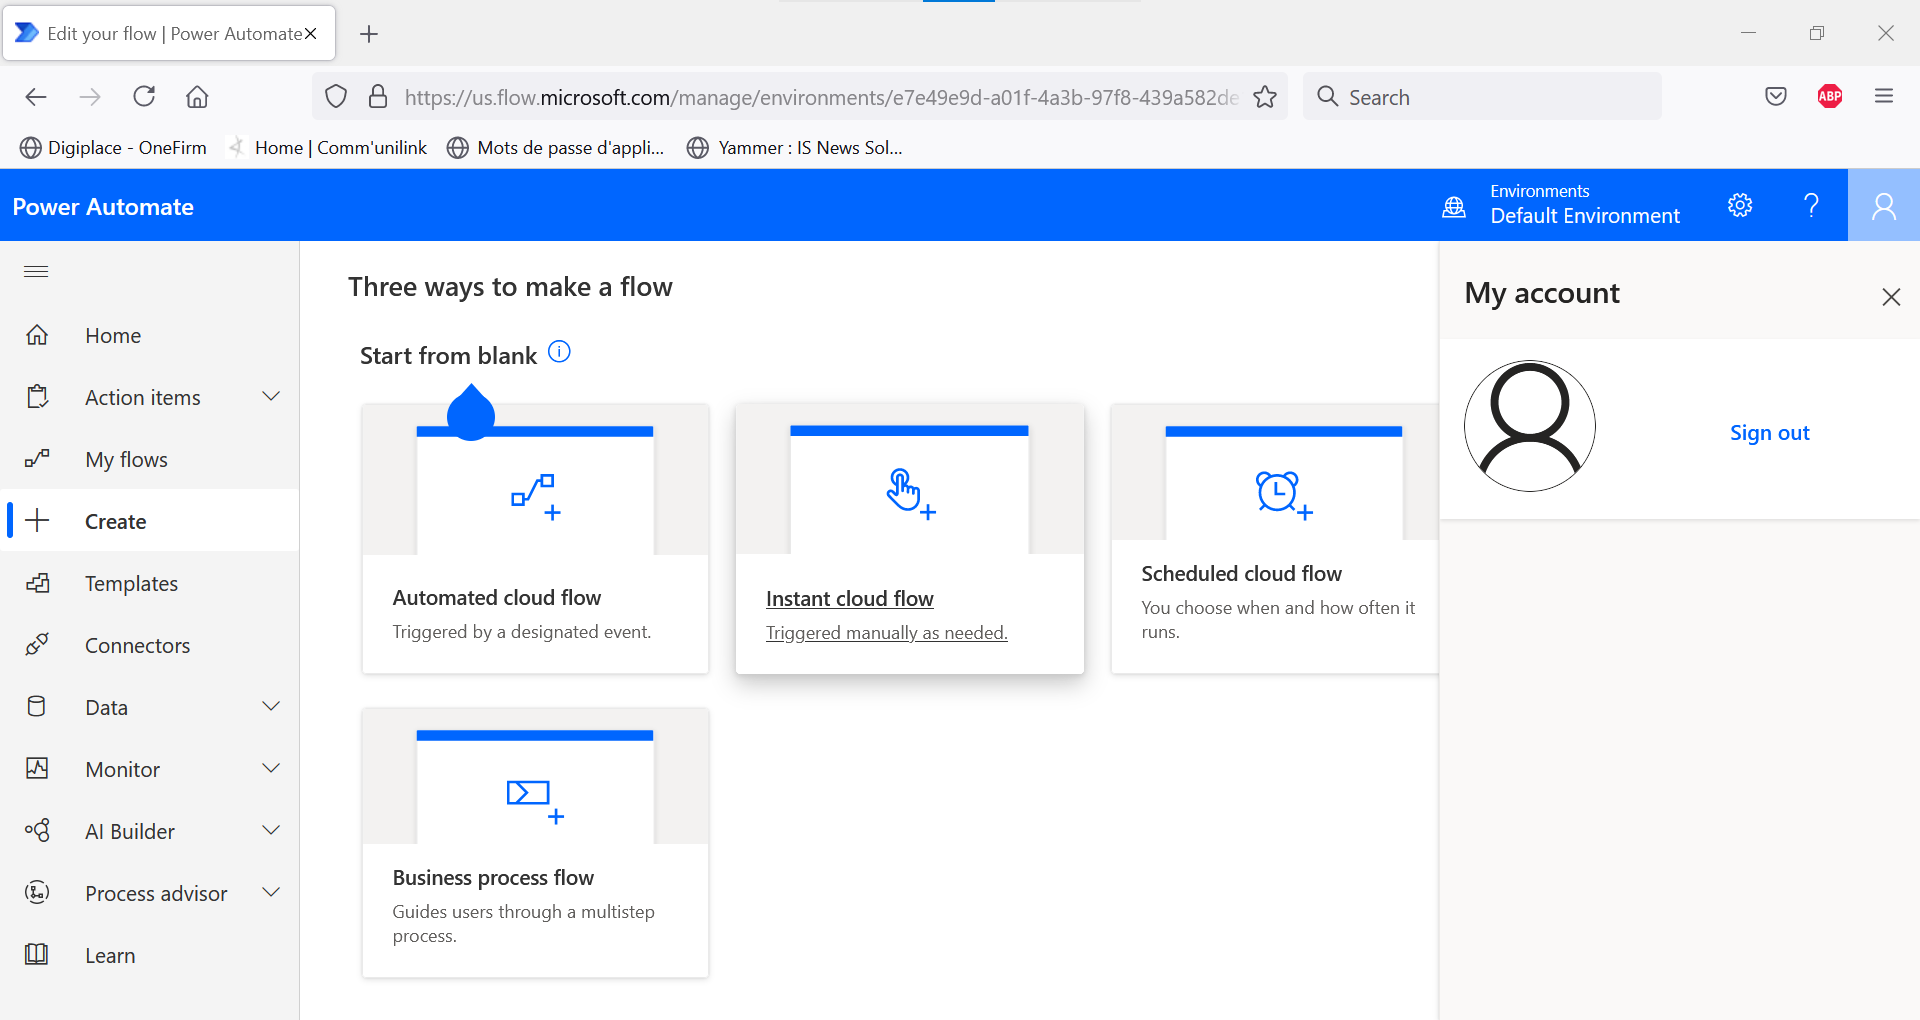 Edit your flow | Power Automate
https://us.flow.microsoft.com/manage/environments/e7e49e9d-a01f-4a3b-97f8-439a582de
Search
ABP
Digiplace - OneFirm
Home | Comm'unilink
Mots de passe d'appli...
Yammer : IS News Sol...
Power Automate
Environments
Default Environment
?
Three ways to make a flow
My account
Home
Start from blank
Action items
Sign out
My flows
Create
Templates
Connectors
Data
Monitor
AI Builder
Process advisor
Learn
Automated cloud flow
Triggered by a designated event.
Instant cloud flow
Triggered manually as needed.
Scheduled cloud flow
You choose when and how often it
runs.
Business process flow
Guides users through a multistep
process.